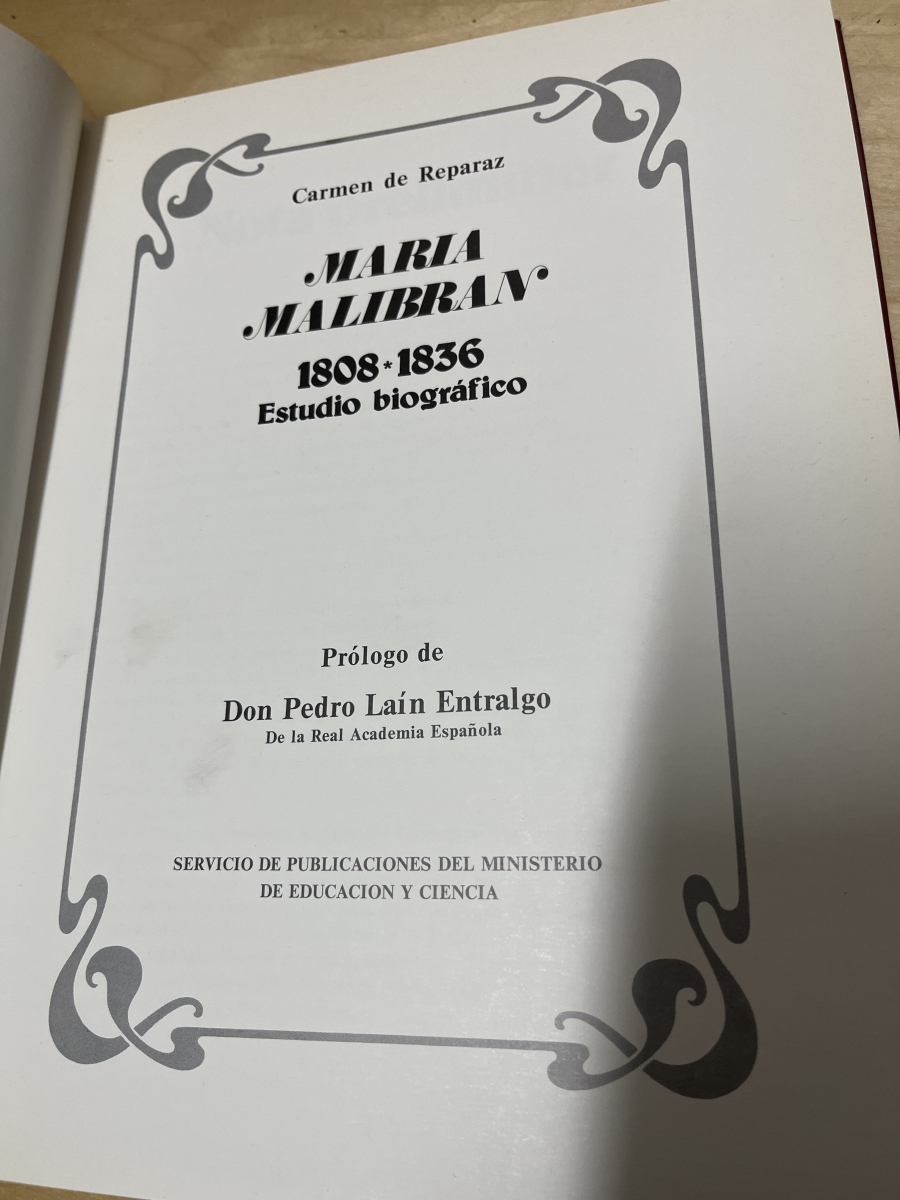 Carmen de Reparaz
MARIA
MALIBRAN
1808*1836
Estudio biográfico
Prólogo de
Don Pedro Laín Entralgo
De la Real Academia Española
SERVICIO DE PUBLICACIONES DEL MINISTERIO
DE EDUCACION Y CIENCIA